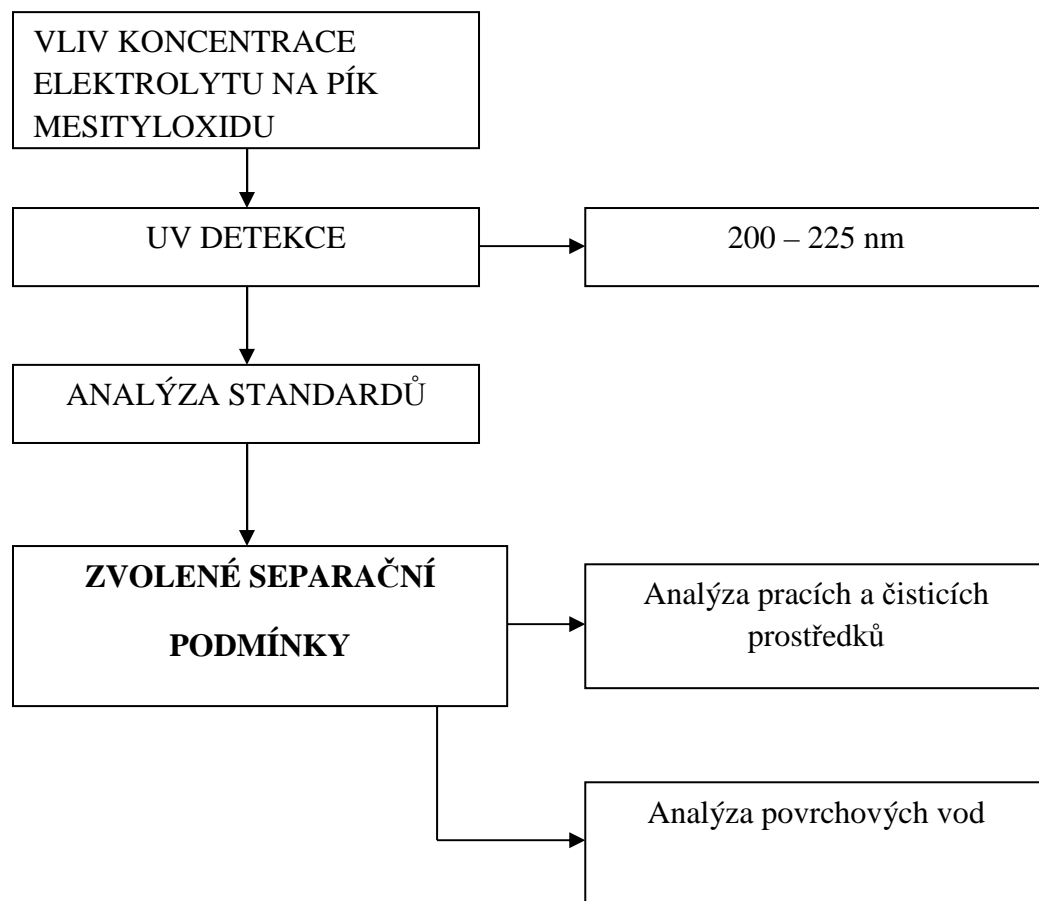 VLIV KONCENTRACE
ELEKTROLYTU NA PÍK
MESITYLOXIDU
UV DETEKCE
200 – 225 nm
ANALÝZA STANDARDŮ
ZVOLENÉ SEPARAČNÍ
PODMÍNKY
Analýza pracích a čisticích
prostředků
Analýza povrchových vod